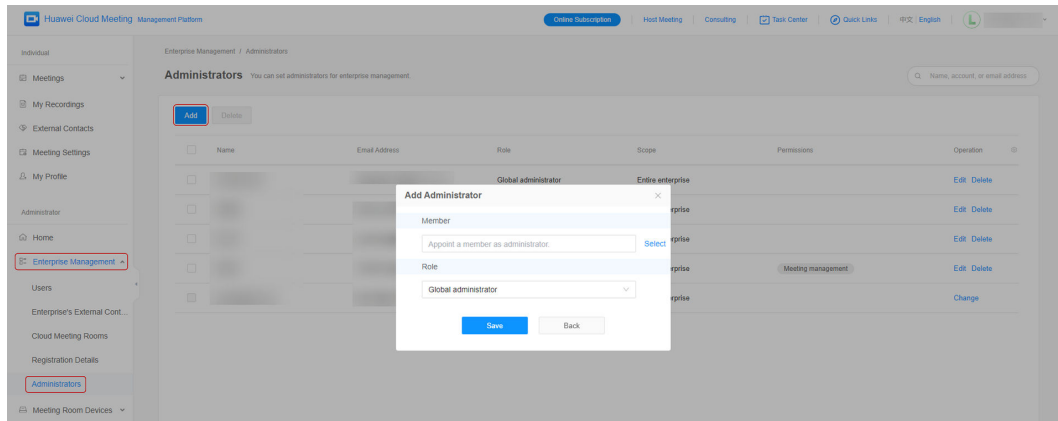 Huawei Cloud Meeting Management Platform
Online Subscription Host Meeting Consulting Task Center Quick Links 中文 English L
Individual
Meetings
My Recordings
External Contacts
Meeting Settings
My Profile
Administrator
Home
Enterprise Management
Users
Enterprise's External Cont...
Cloud Meeting Rooms
Registration Details
Administrators
Meeting Room Devices
Enterprise Management / Administrators
Administrators You can set administrators for enterprise management.
Name, account, or email address
Add Delete
Name Email Address Role Scope Permissions Operation
Global administrator Entire enterprise Edit Delete
rprise Edit Delete
rprise Edit Delete
rprise Meeting management Edit Delete
rprise Change
Add Administrator
Member
Appoint a member as administrator. Select
Role
Global administrator
Save Back